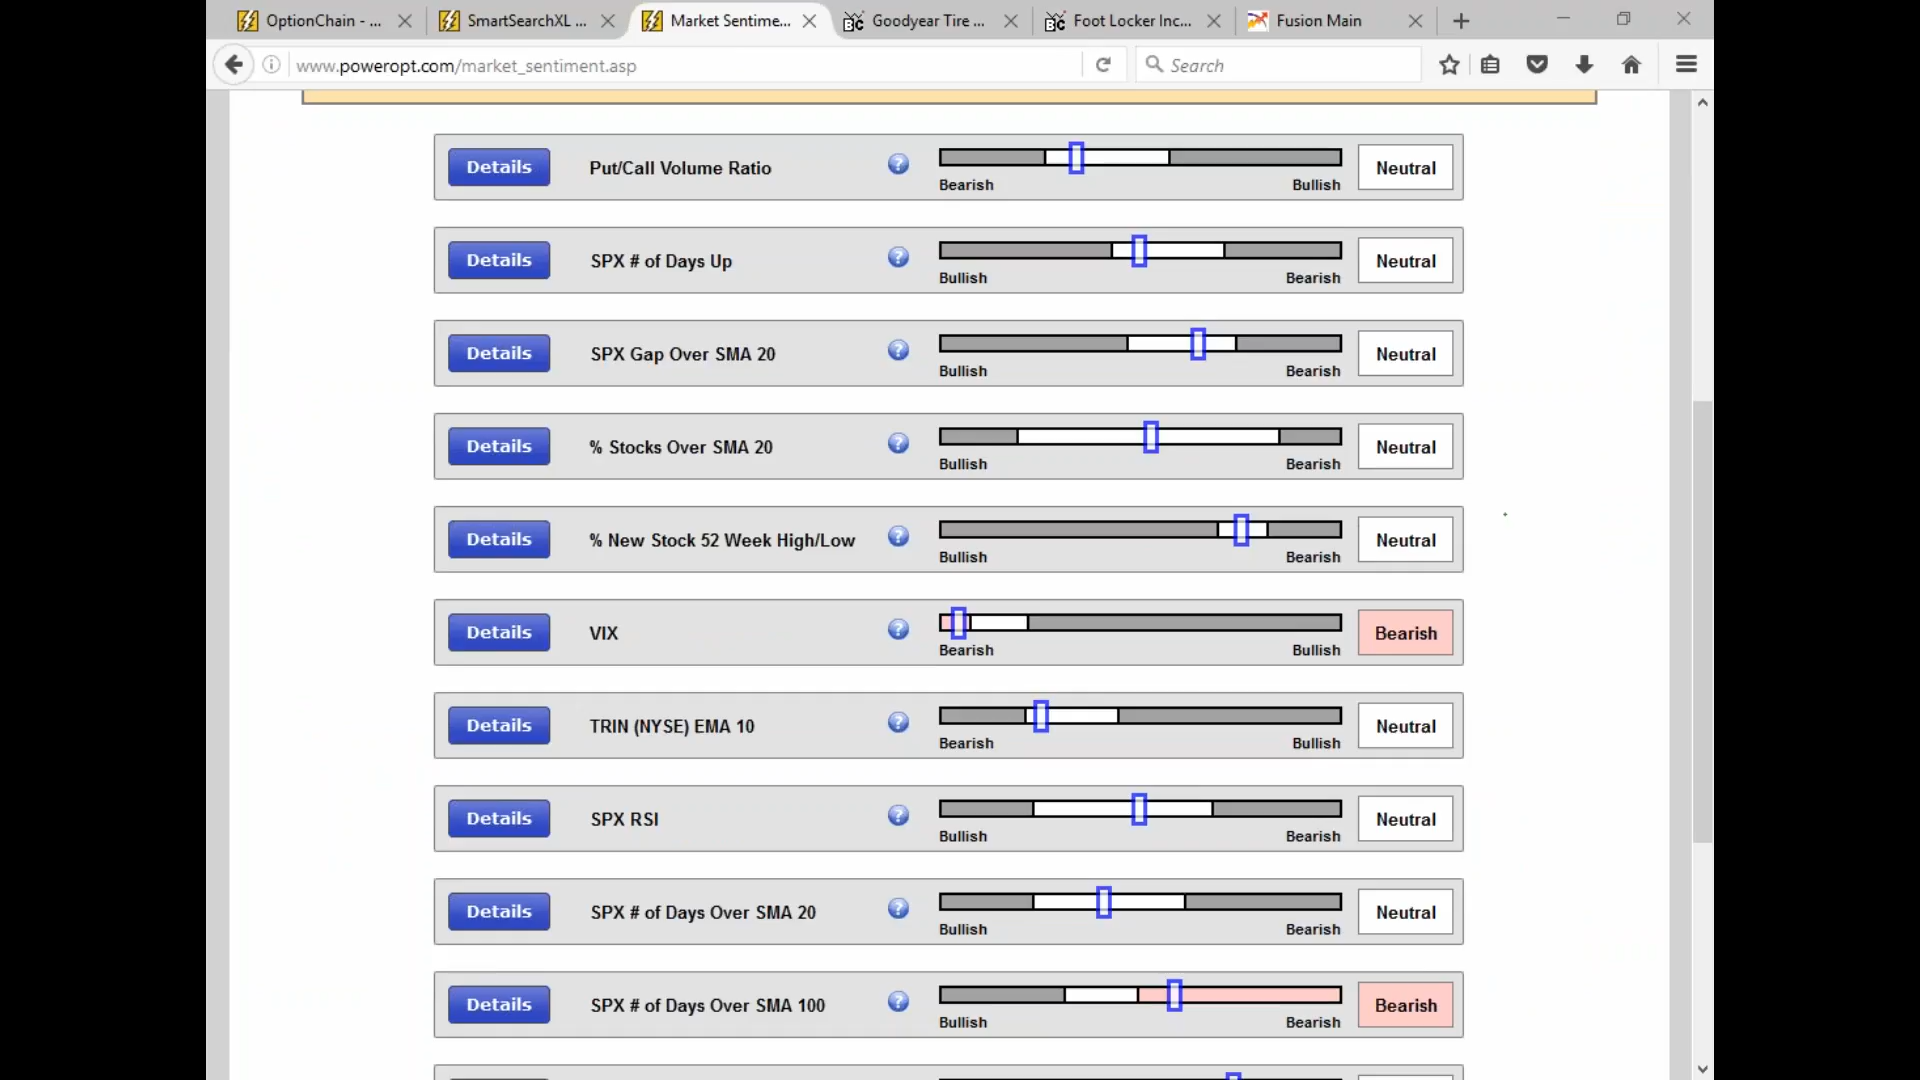 OptionChain - ...
SmartSearchXL ...
Market Sentime...
Goodyear Tire ...
Foot Locker Inc...
Fusion Main
www.poweropt.com/market_sentiment.asp
Search
Details Put/Call Volume Ratio ? Neutral
Bearish Bullish
Details SPX # of Days Up ? Neutral
Bullish Bearish
Details SPX Gap Over SMA 20 ? Neutral
Bullish Bearish
Details % Stocks Over SMA 20 ? Neutral
Bullish Bearish
Details % New Stock 52 Week High/Low ? Neutral
Bullish Bearish
Details VIX ? Bearish
Bearish Bullish
Details TRIN (NYSE) EMA 10 ? Neutral
Bearish Bullish
Details SPX RSI ? Neutral
Bullish Bearish
Details SPX # of Days Over SMA 20 ? Neutral
Bullish Bearish
Details SPX # of Days Over SMA 100 ? Bearish
Bullish Bearish